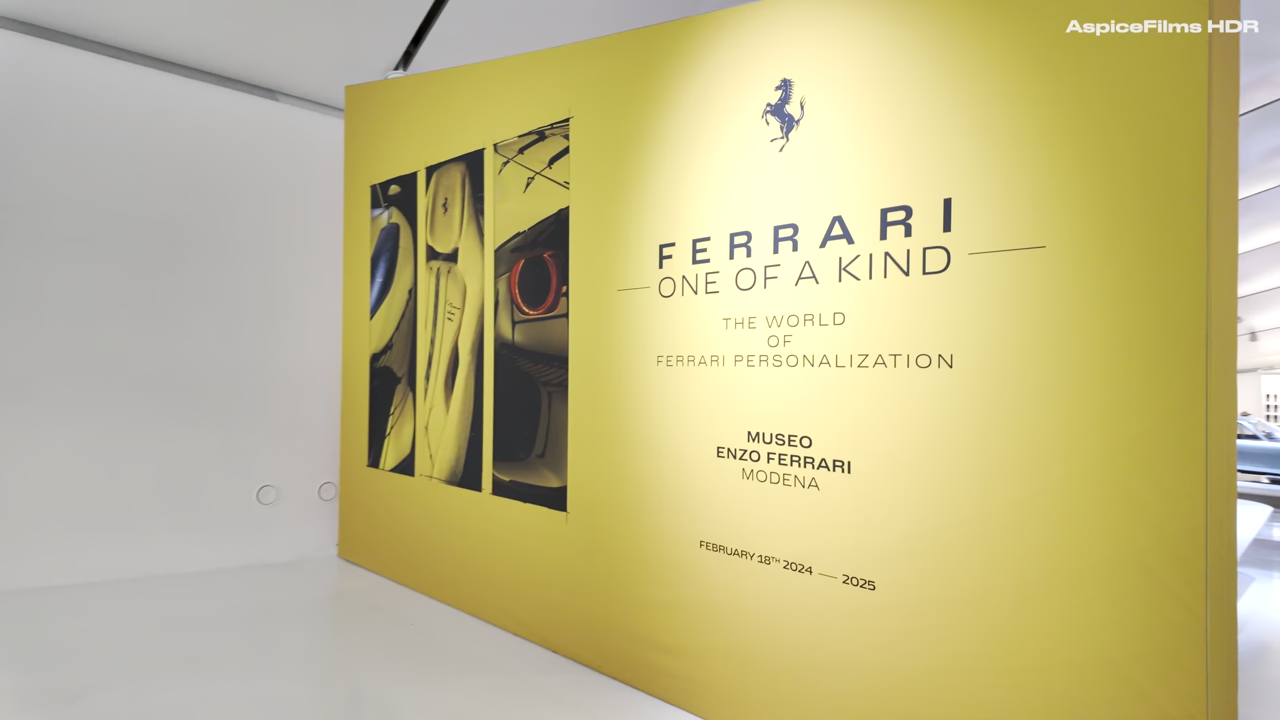 AspiceFilms HDR
FERRARI
ONE OF A KIND
THE WORLD
OF
FERRARI PERSONALIZATION
MUSEO
ENZO FERRARI
MODENA
FEBRUARY 18TH 2024 — 2025